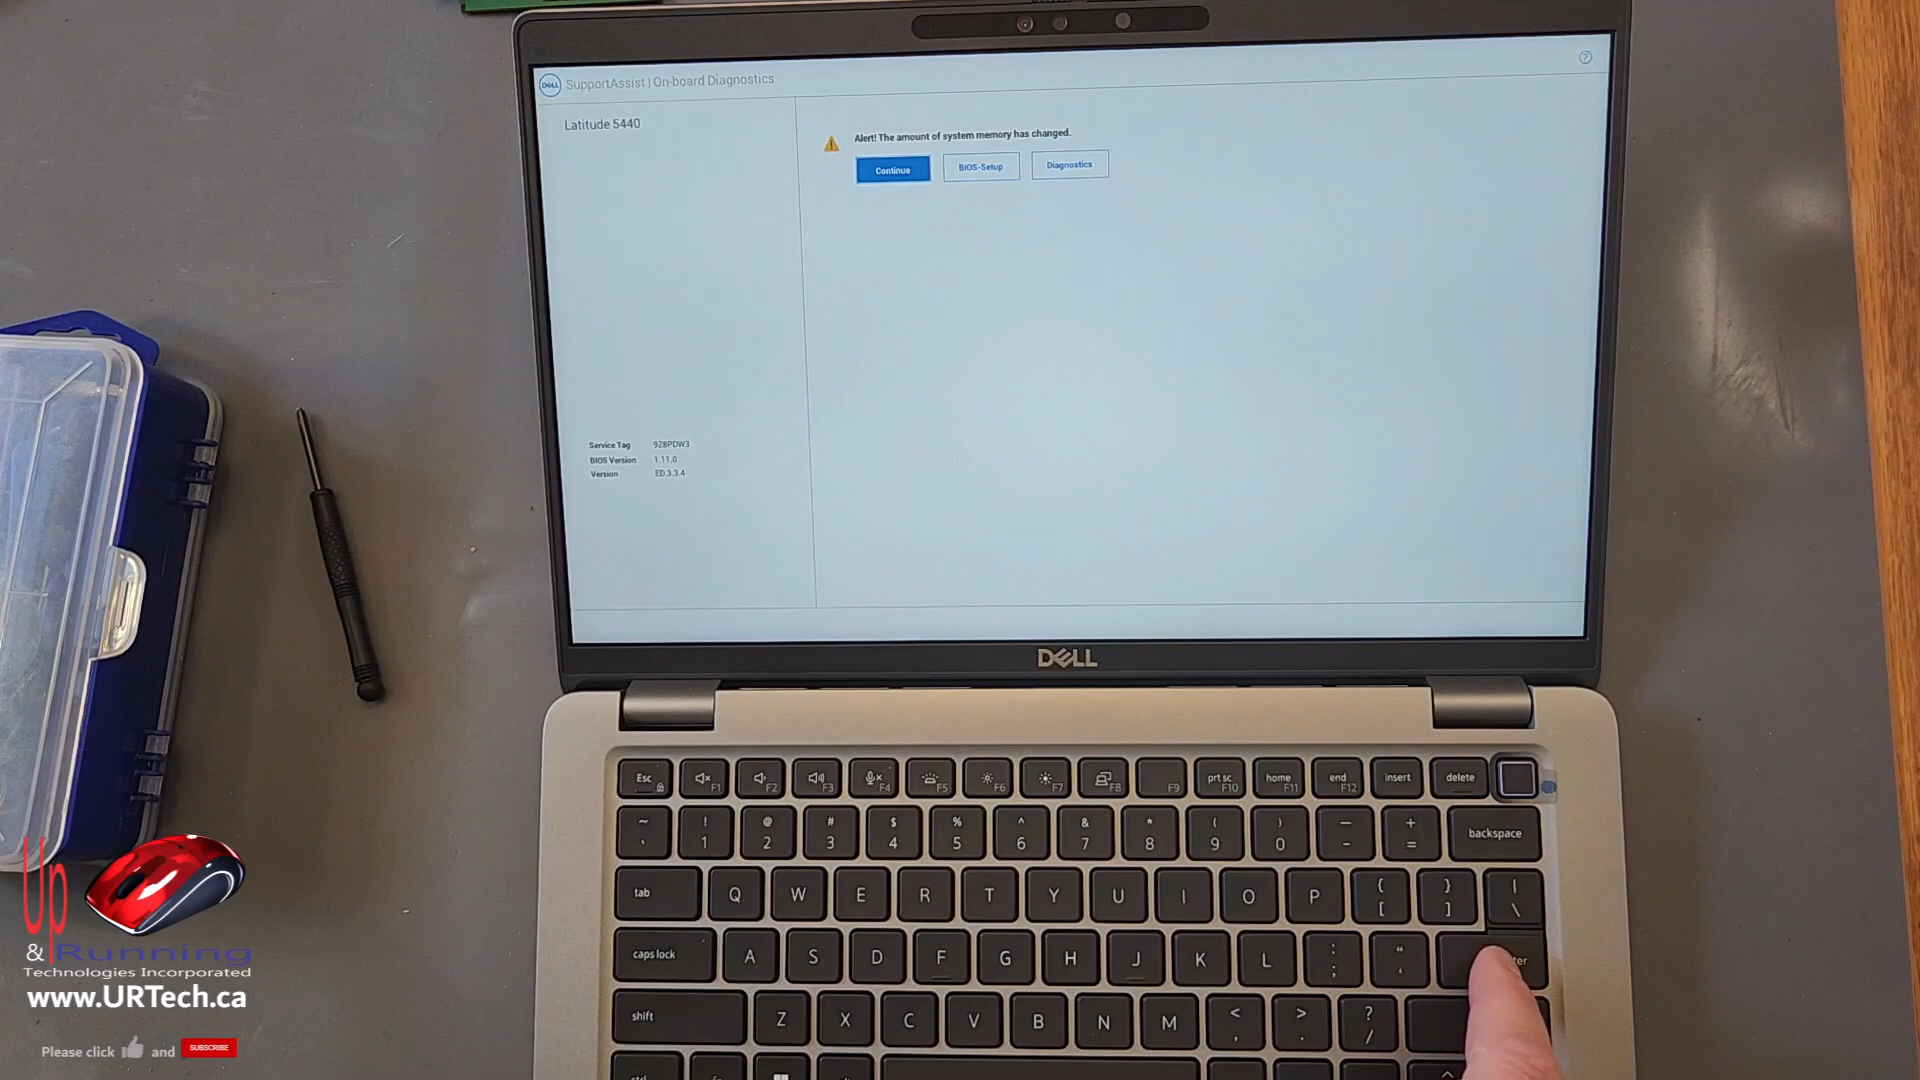 DELL SupportAssist | On-board Diagnostics
?
Latitude 5440
Alert! The amount of system memory has changed.
Continue BIOS-Setup Diagnostics
Service Tag 9Z8PDW3
BIOS Version 1.11.0
Version ED.3.3.4
DELL
Esc F1 F2 F3 F4 F5 F6 F7 F8 F9 prt sc F10 home F11 end F12 insert delete
~ ! @ # $ % ^ & * ( ) — +
` 1 2 3 4 5 6 7 8 9 0 - = backspace
tab Q W E R T Y U I O P { [ } ] | \
caps lock A S D F G H J K L : ; " '
shift Z X C V B N M < , > . ? /
Up
& Running
Technologies Incorporated
www.URTech.ca
Please click and SUBSCRIBE